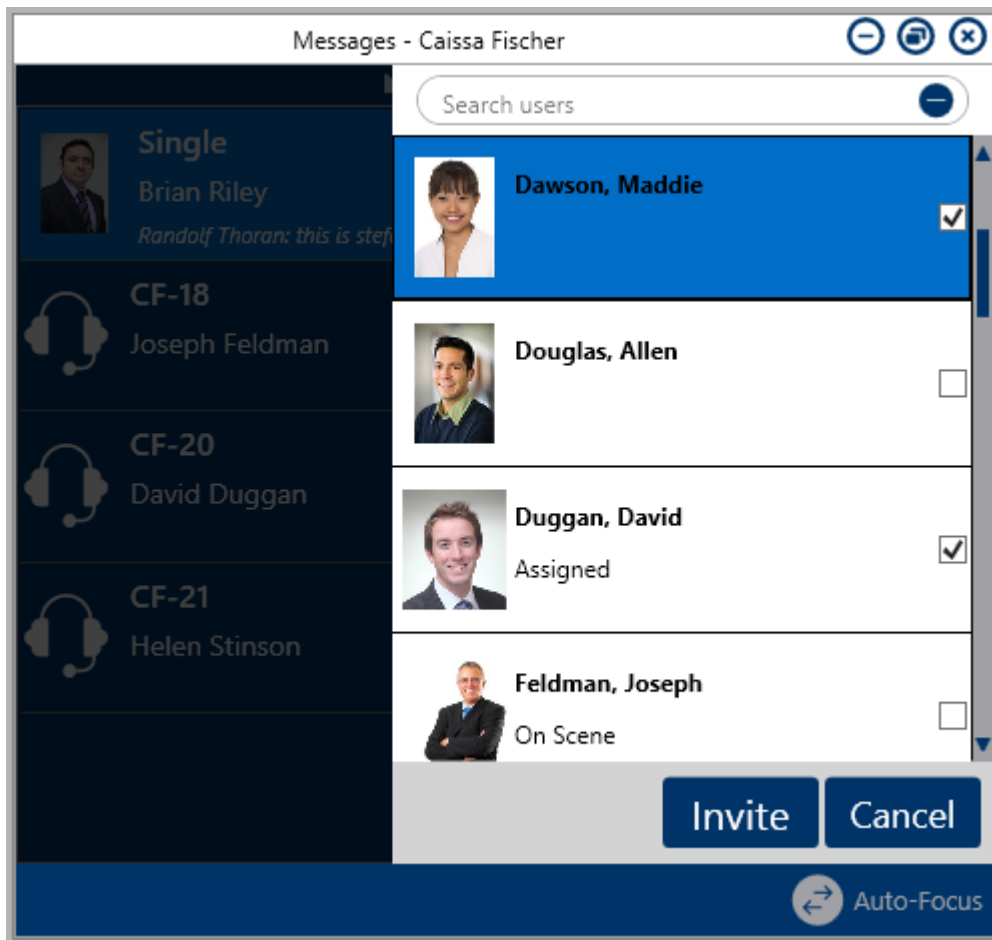 Messages - Caissa Fischer
Search users
Single
Brian Riley
Randolf Thoran: this is
CF-18
Joseph Feldman
CF-20
David Duggan
CF-21
Helen Stinson
Dawson, Maddie
Douglas, Allen
Duggan, David
Assigned
Feldman, Joseph
On Scene
Invite
Cancel
Auto-Focus